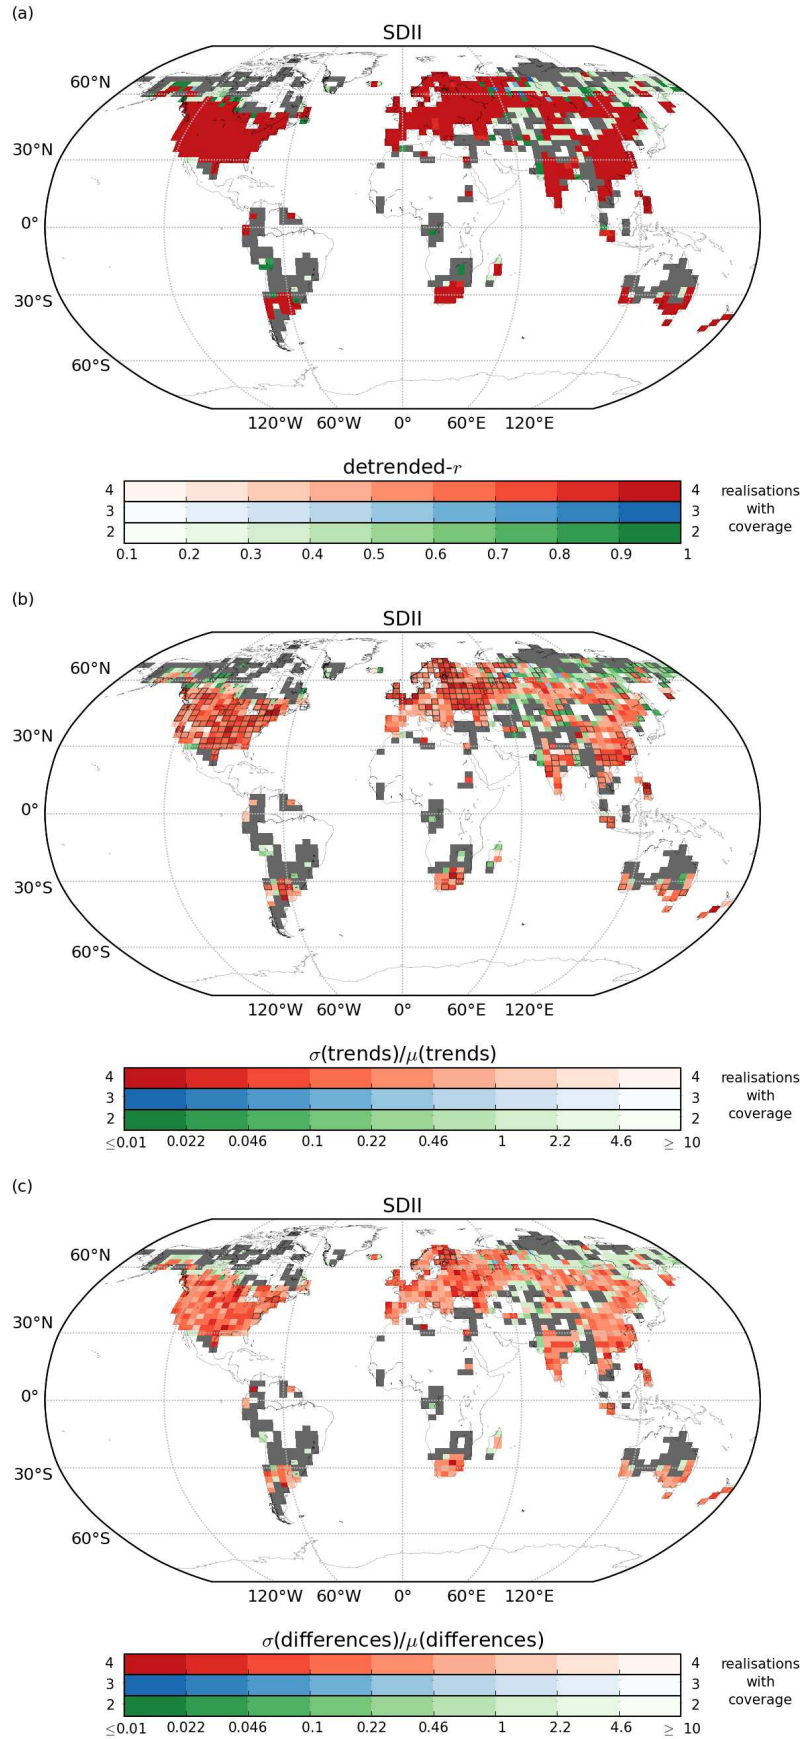 (a)
SDII
60°N
30°N
0°
30°S
60°S
120°W 60°W 0° 60°E 120°E
detrended-r
4 4 realisations
3 3 with
2 2 coverage
0.1 0.2 0.3 0.4 0.5 0.6 0.7 0.8 0.9 1
(b)
SDII
60°N
30°N
0°
30°S
60°S
120°W 60°W 0° 60°E 120°E
σ(trends)/μ(trends)
4 4 realisations
3 3 with
2 2 coverage
≤0.01 0.022 0.046 0.1 0.22 0.46 1 2.2 4.6 ≥ 10
(c)
SDII
60°N
30°N
0°
30°S
60°S
120°W 60°W 0° 60°E 120°E
σ(differences)/μ(differences)
4 4 realisations
3 3 with
2 2 coverage
≤0.01 0.022 0.046 0.1 0.22 0.46 1 2.2 4.6 ≥ 10